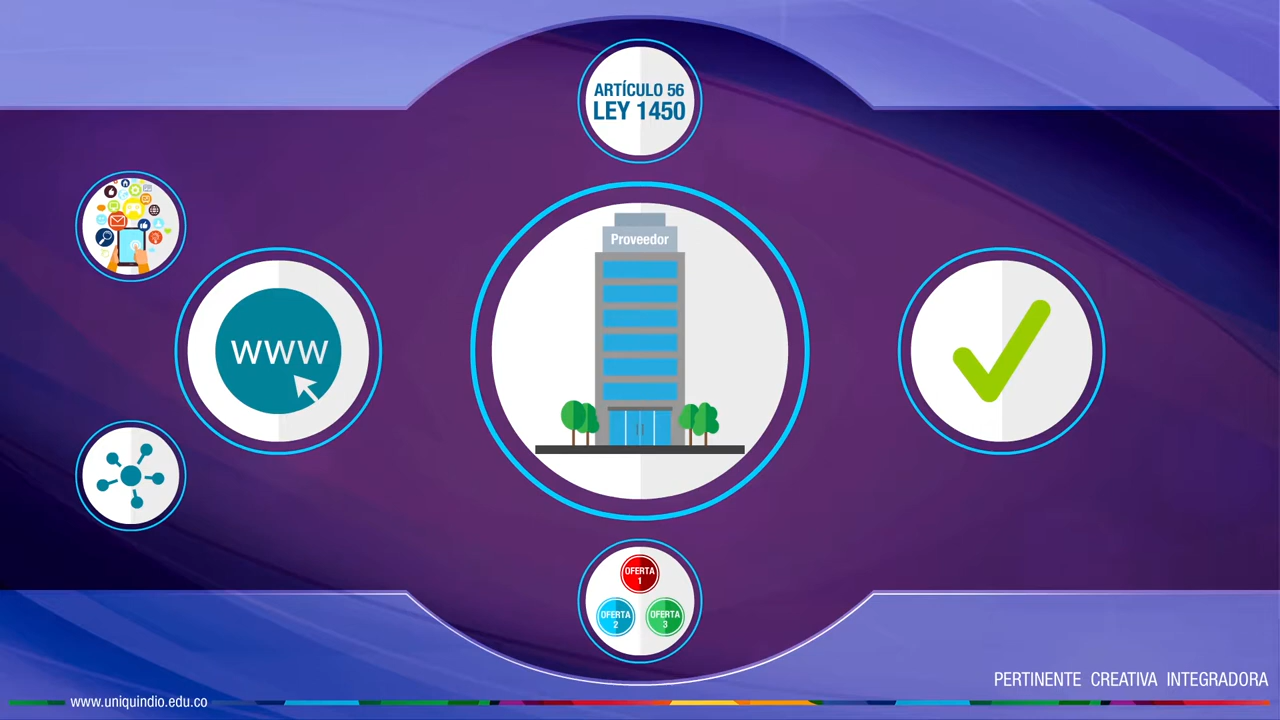 ARTÍCULO 56
LEY 1450
Proveedor
WWW
OFERTA
1
OFERTA
2
OFERTA
3
PERTINENTE CREATIVA INTEGRADORA
www.uniquindio.edu.co